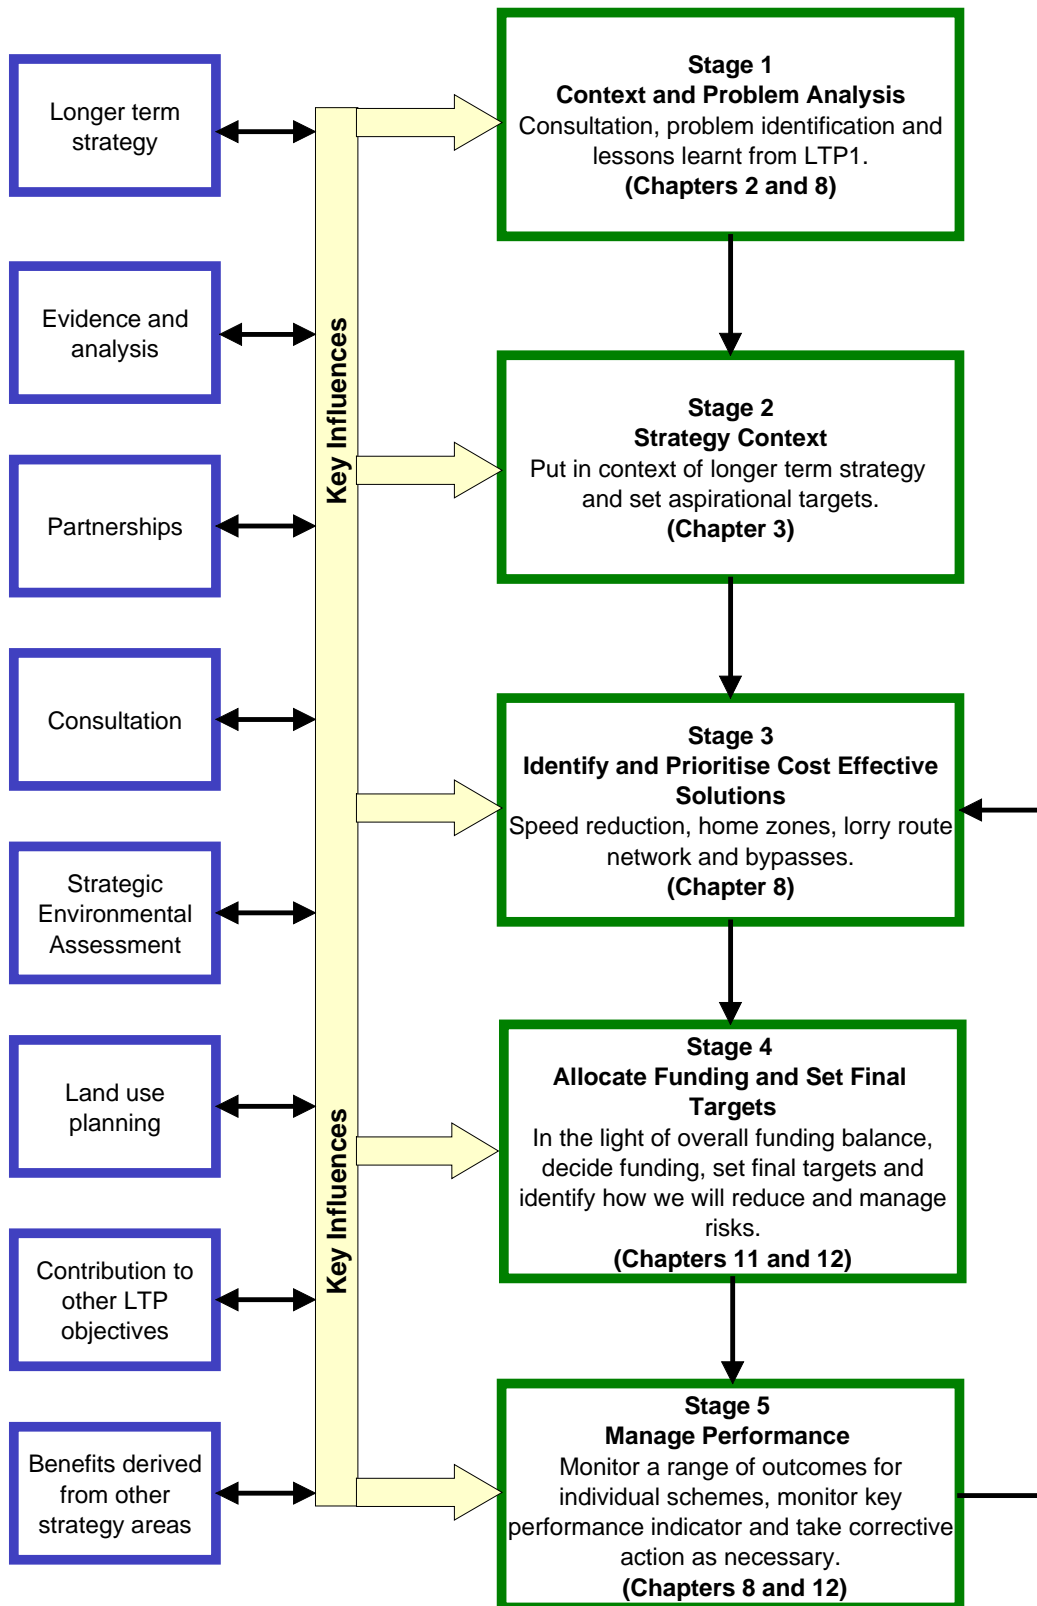 Longer term
strategy
Evidence and
analysis
Partnerships
Consultation
Strategic
Environmental
Assessment
Land use
planning
Contribution to
other LTP
objectives
Benefits derived
from other
strategy areas
Key Influences
Key Influences
Stage 1
Context and Problem Analysis
Consultation, problem identification and
lessons learnt from LTP1.
(Chapters 2 and 8)
Stage 2
Strategy Context
Put in context of longer term strategy
and set aspirational targets.
(Chapter 3)
Stage 3
Identify and Prioritise Cost Effective
Solutions
Speed reduction, home zones, lorry route
network and bypasses.
(Chapter 8)
Stage 4
Allocate Funding and Set Final
Targets
In the light of overall funding balance,
decide funding, set final targets and
identify how we will reduce and manage
risks.
(Chapters 11 and 12)
Stage 5
Manage Performance
Monitor a range of outcomes for
individual schemes, monitor key
performance indicator and take corrective
action as necessary.
(Chapters 8 and 12)